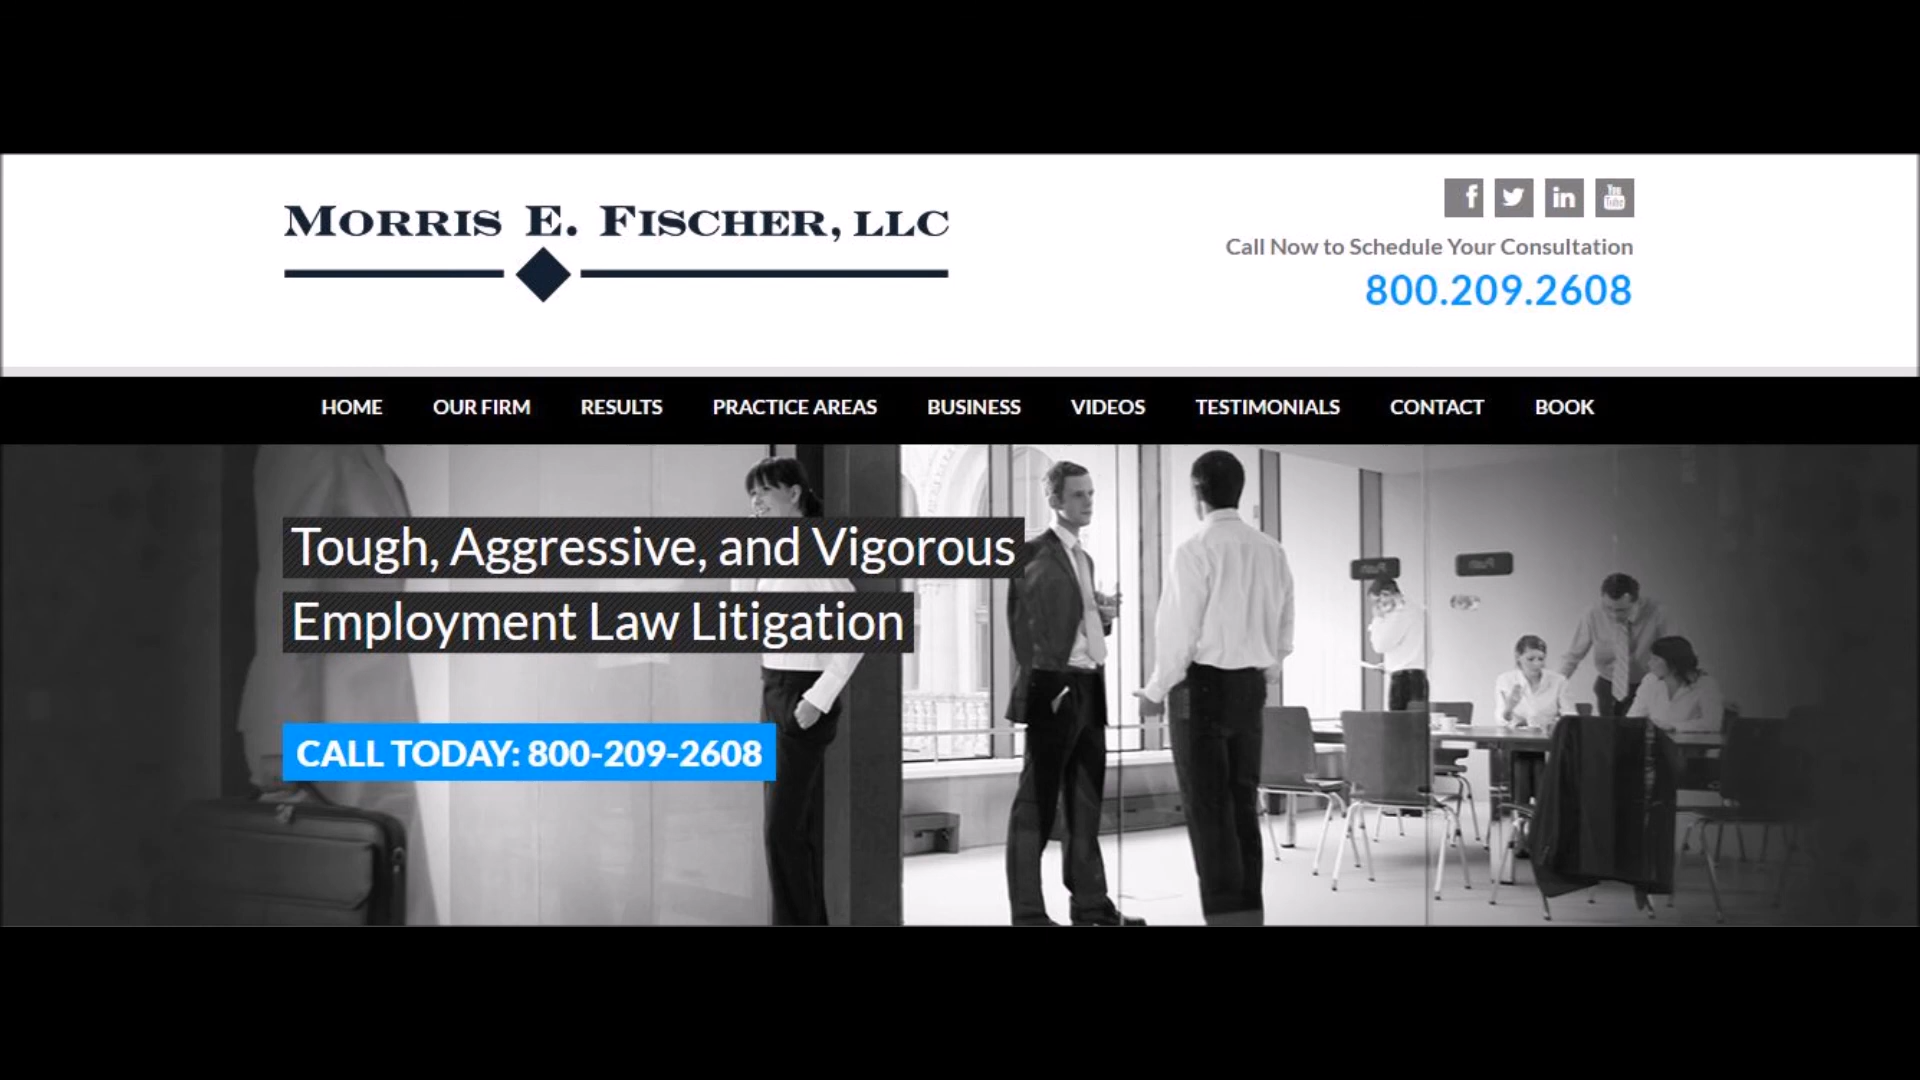 MORRIS E. FISCHER, LLC
Call Now to Schedule Your Consultation
800.209.2608
HOME OUR FIRM RESULTS PRACTICE AREAS BUSINESS VIDEOS TESTIMONIALS CONTACT BOOK
Tough, Aggressive, and Vigorous
Employment Law Litigation
CALL TODAY: 800-209-2608